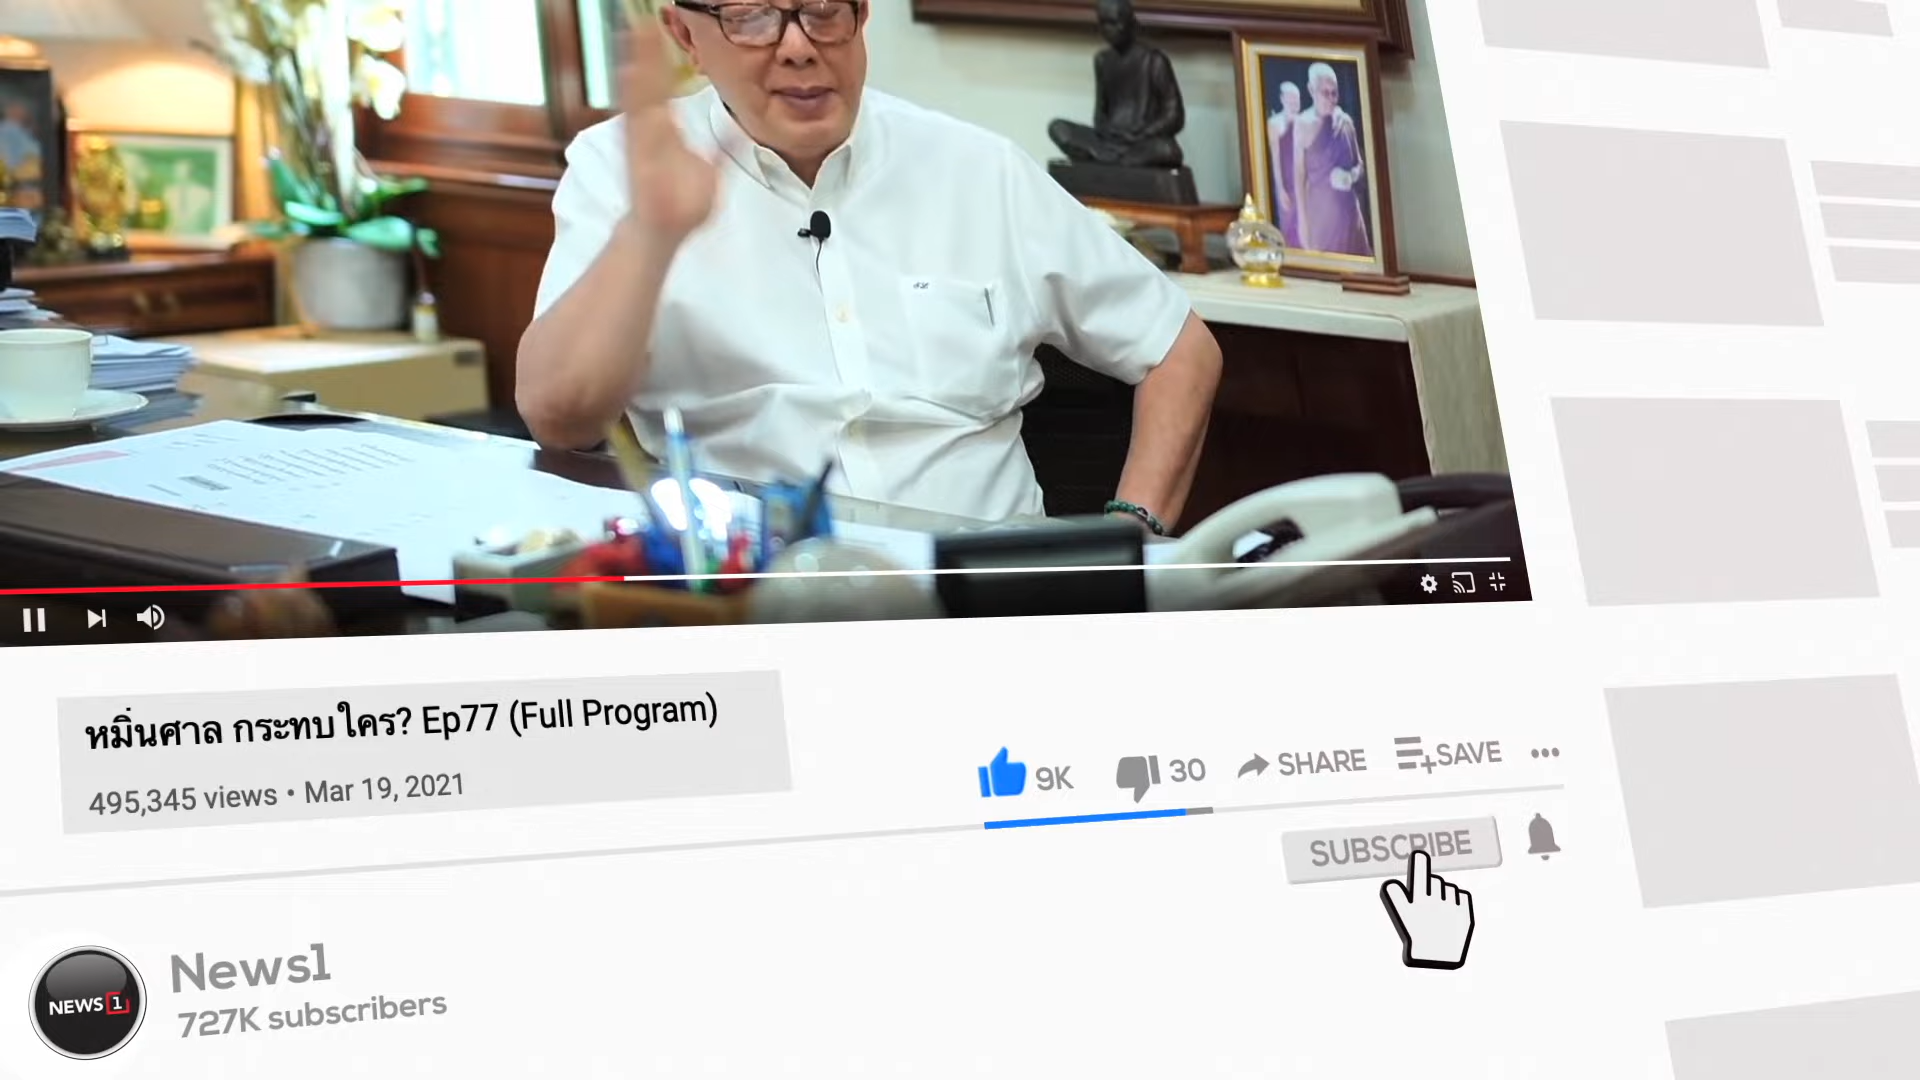 หมิ่นศาล กระทบใคร? Ep77 (Full Program)
495,345 views • Mar 19, 2021
9K
30
SHARE
SAVE
SUBSCRIBE
News1
727K subscribers
NEWS 1